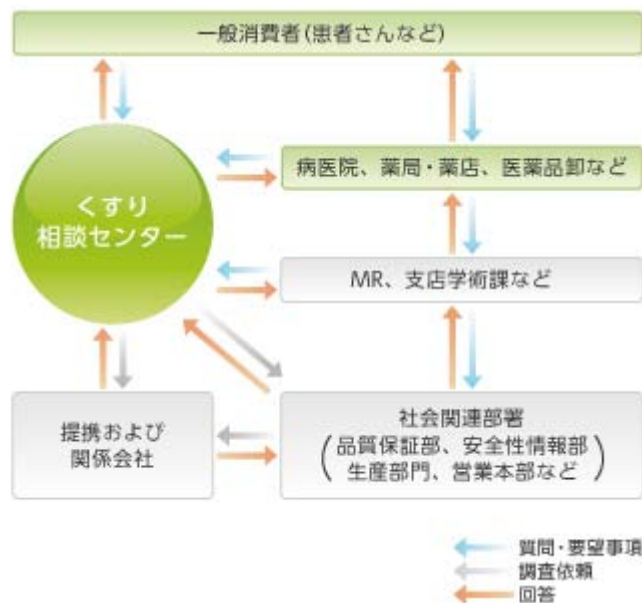 一般消費者(患者さんなど)
くすり
相談センター
病医院、薬局・薬店、医薬品卸など
MR、支店学術課など
提携および
関係会社
社会関連部署
(品質保証部、安全性情報部
生産部門、営業本部など)
質問・要望事項
調査依頼
回答